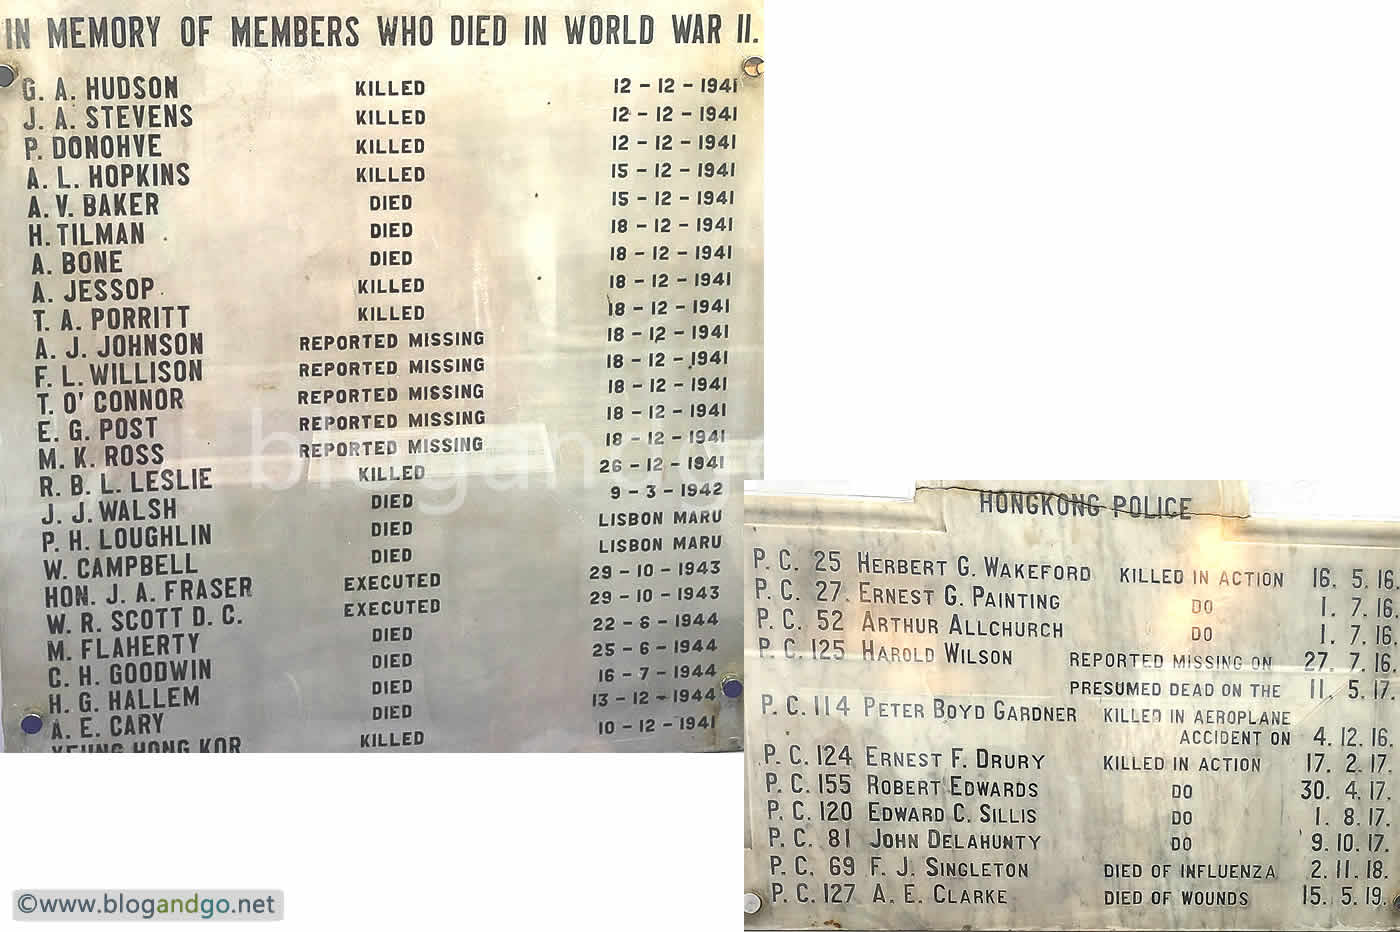 IN MEMORY OF MEMBERS WHO DIED IN WORLD WAR II.
G. A. HUDSON KILLED 12 - 12 - 1941
J. A. STEVENS KILLED 12 - 12 - 1941
P. DONOHVE KILLED 12 - 12 - 1941
A. L. HOPKINS KILLED 15 - 12 - 1941
A. V. BAKER DIED 15 - 12 - 1941
H. TILMAN DIED 18 - 12 - 1941
A. BONE DIED 18 - 12 - 1941
A. JESSOP KILLED 18 - 12 - 1941
T. A. PORRITT KILLED 18 - 12 - 1941
A. J. JOHNSON REPORTED MISSING 18 - 12 - 1941
F. L. WILLISON REPORTED MISSING 18 - 12 - 1941
T. O' CONNOR REPORTED MISSING 18 - 12 - 1941
E. G. POST REPORTED MISSING 18 - 12 - 1941
M. K. ROSS REPORTED MISSING 18 - 12 - 1941
R. B. L. LESLIE KILLED 26 - 12 - 1941
J. J. WALSH DIED 9 - 3 - 1942
P. H. LOUGHLIN DIED LISBON MARU
W. CAMPBELL DIED LISBON MARU
HON. J. A. FRASER EXECUTED 29 - 10 - 1943
W. R. SCOTT D. C. EXECUTED 29 - 10 - 1943
M. FLAHERTY DIED 22 - 6 - 1944
C. H. GOODWIN DIED 25 - 6 - 1944
H. G. HALLEM DIED 16 - 7 - 1944
A. E. CARY DIED 13 - 12 - 1944
YEUNG HONG KOR KILLED 10 - 12 - 1941
HONGKONG POLICE
P. C. 25 HERBERT G. WAKEFORD KILLED IN ACTION 16. 5. 16.
P. C. 27. ERNEST G. PAINTING DO 1. 7. 16.
P. C. 52 ARTHUR ALLCHURCH DO 1. 7. 16.
P. C. 125 HAROLD WILSON REPORTED MISSING ON 27. 7. 16.
PRESUMED DEAD ON THE 11. 5. 17.
P. C. 114 PETER BOYD GARDNER KILLED IN AEROPLANE
ACCIDENT ON 4. 12. 16.
P. C. 124 ERNEST F. DRURY KILLED IN ACTION 17. 2. 17.
P. C. 155 ROBERT EDWARDS DO 30. 4. 17.
P. C. 120 EDWARD C. SILLIS DO 1. 8. 17.
P. C. 81 JOHN DELAHUNTY DO 9. 10. 17.
P. C. 69 F. J. SINGLETON DIED OF INFLUENZA 2. 11. 18.
P. C. 127 A. E. CLARKE DIED OF WOUNDS 15. 5. 19.
©www.blogandgo.net